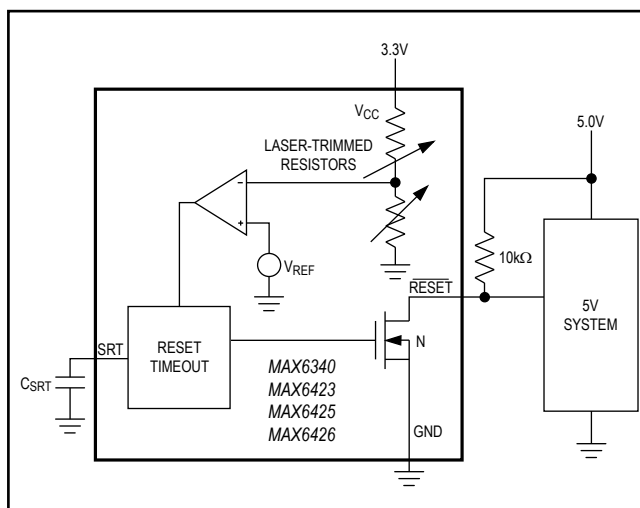 3.3V
VCC
5.0V
LASER-TRIMMED
RESISTORS
–
+
VREF
10kΩ
RESET
5V
SYSTEM
SRT
RESET
TIMEOUT
N
CSRT
MAX6340
MAX6423
MAX6425
MAX6426
GND